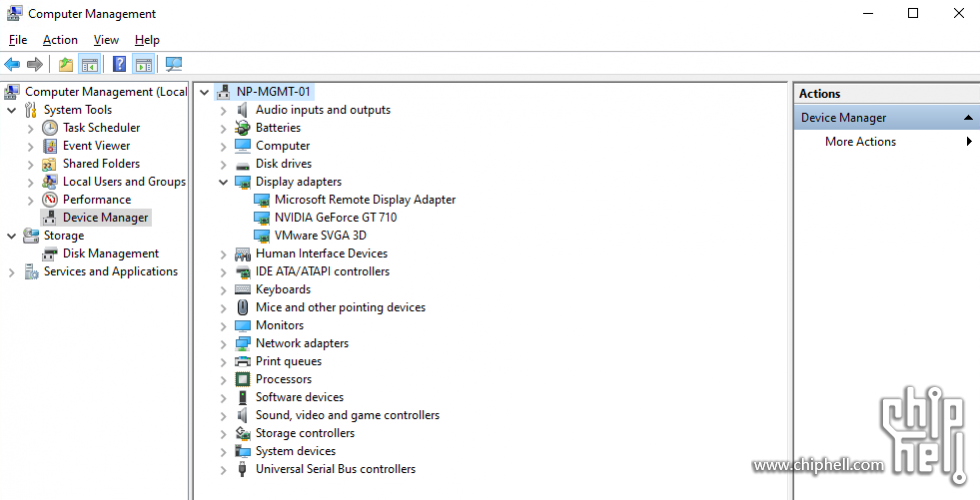 Computer Management
File Action View Help
Computer Management (Local
System Tools
Task Scheduler
Event Viewer
Shared Folders
Local Users and Groups
Performance
Device Manager
Storage
Disk Management
Services and Applications
NP-MGMT-01
Audio inputs and outputs
Batteries
Computer
Disk drives
Display adapters
Microsoft Remote Display Adapter
NVIDIA GeForce GT 710
VMware SVGA 3D
Human Interface Devices
IDE ATA/ATAPI controllers
Keyboards
Mice and other pointing devices
Monitors
Network adapters
Print queues
Processors
Software devices
Sound, video and game controllers
Storage controllers
System devices
Universal Serial Bus controllers
Actions
Device Manager
More Actions
www.chiphell.com
chip
hell